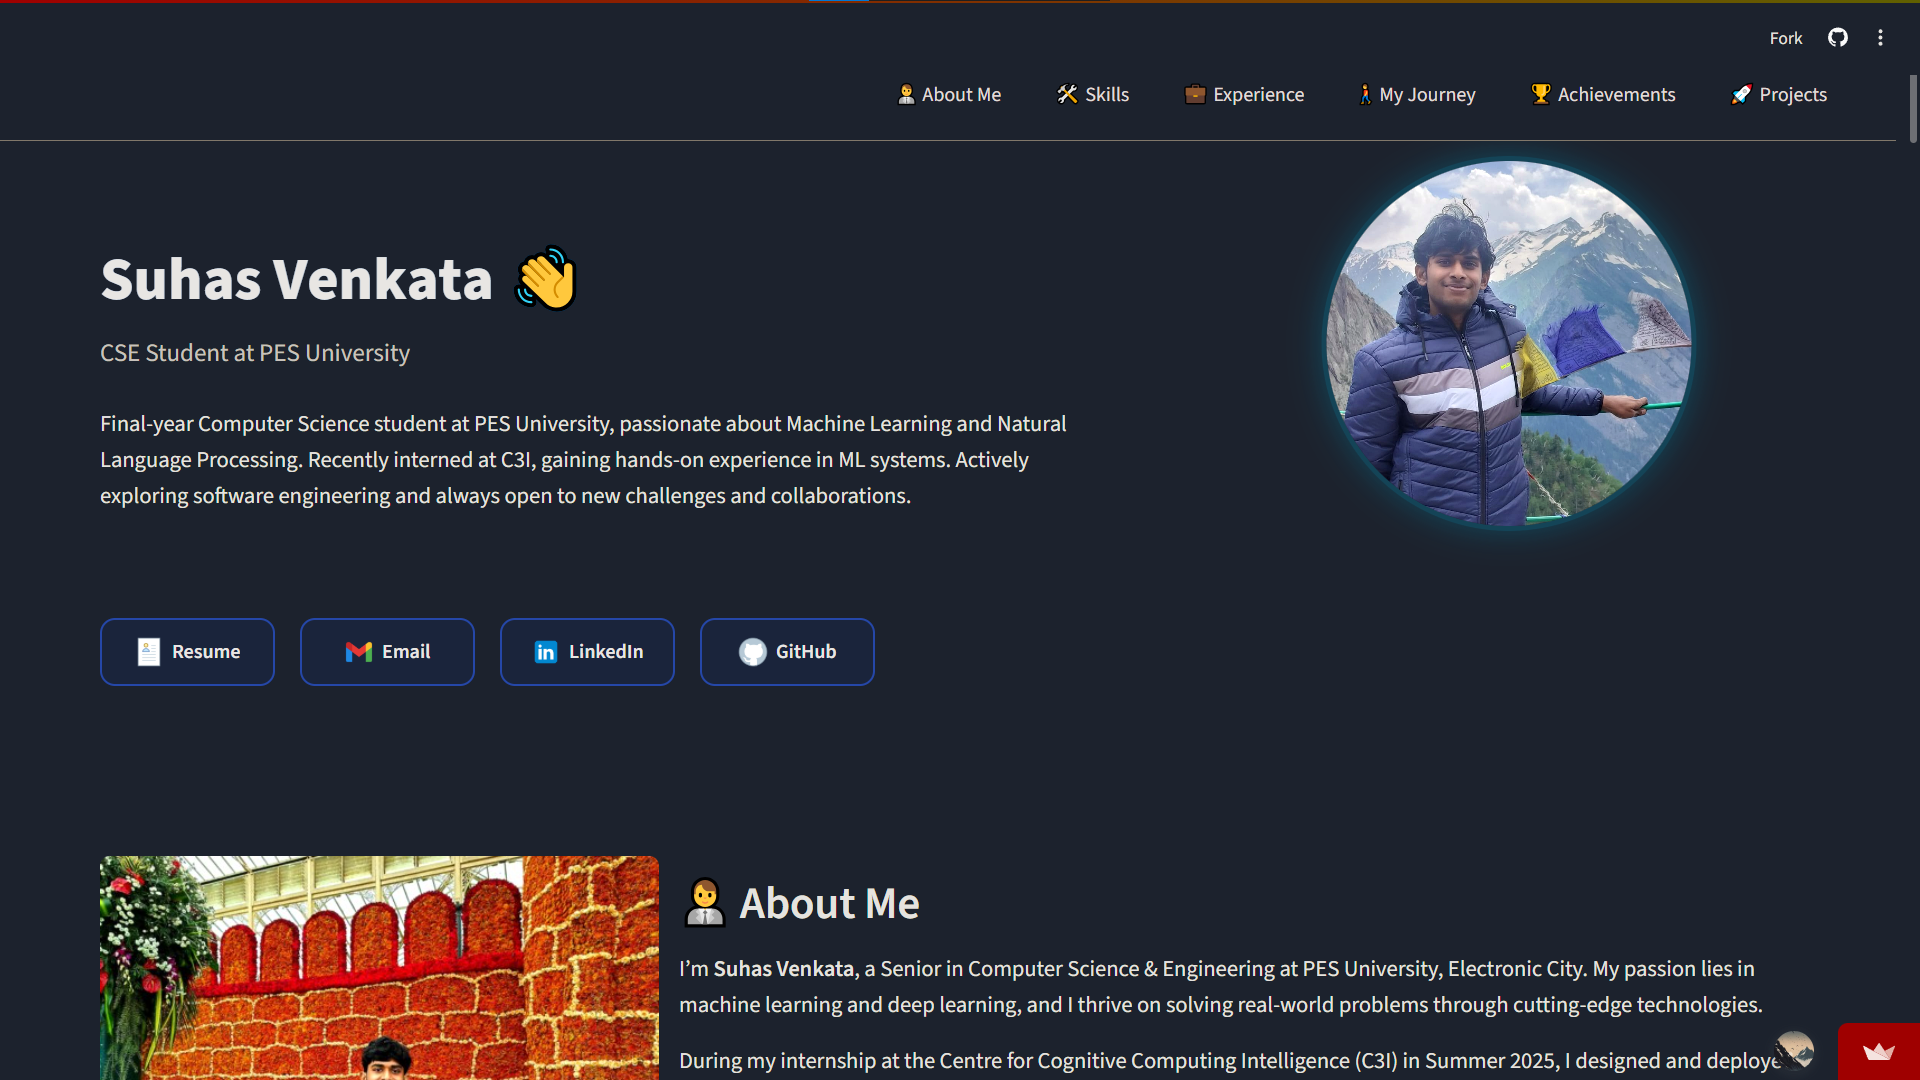 Fork
About Me
Skills
Experience
My Journey
Achievements
Projects
Suhas Venkata
CSE Student at PES University
Final-year Computer Science student at PES University, passionate about Machine Learning and Natural
Language Processing. Recently interned at C3I, gaining hands-on experience in ML systems. Actively
exploring software engineering and always open to new challenges and collaborations.
Resume
Email
LinkedIn
GitHub
About Me
I’m Suhas Venkata, a Senior in Computer Science & Engineering at PES University, Electronic City. My passion lies in
machine learning and deep learning, and I thrive on solving real-world problems through cutting-edge technologies.
During my internship at the Centre for Cognitive Computing Intelligence (C3I) in Summer 2025, I designed and deploye